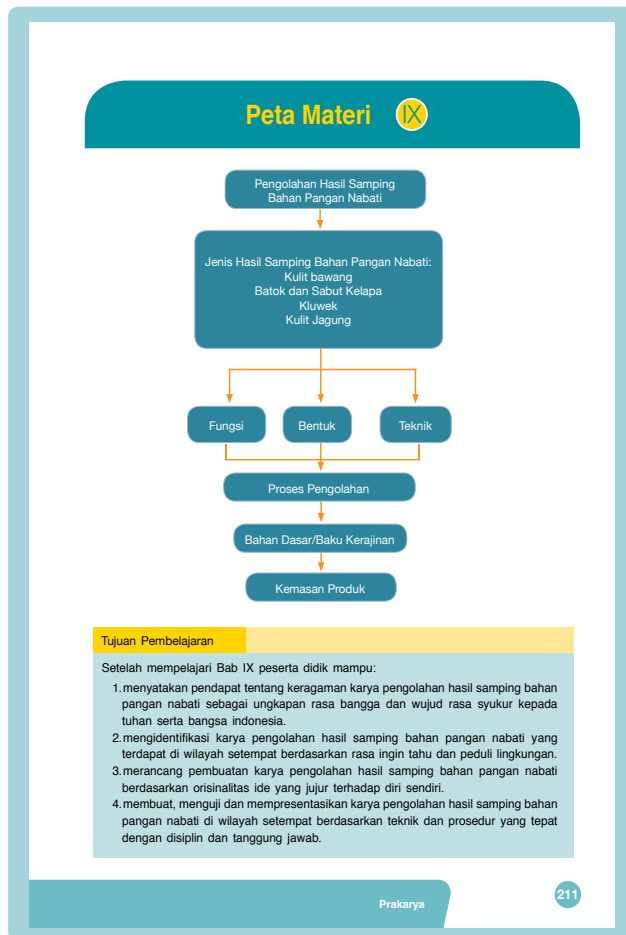 Peta Materi IX
Pengolahan Hasil Samping
Bahan Pangan Nabati
Jenis Hasil Samping Bahan Pangan Nabati:
Kulit bawang
Batok dan Sabut Kelapa
Kluwek
Kulit Jagung
Fungsi
Bentuk
Teknik
Proses Pengolahan
Bahan Dasar/Baku Kerajinan
Kemasan Produk
Tujuan Pembelajaran
Setelah mempelajari Bab IX peserta didik mampu:
1.menyatakan pendapat tentang keragaman karya pengolahan hasil samping bahan
pangan nabati sebagai ungkapan rasa bangga dan wujud rasa syukur kepada
tuhan serta bangsa indonesia.
2.mengidentifikasi karya pengolahan hasil samping bahan pangan nabati yang
terdapat di wilayah setempat berdasarkan rasa ingin tahu dan peduli lingkungan.
3.merancang pembuatan karya pengolahan hasil samping bahan pangan nabati
berdasarkan orisinalitas ide yang jujur terhadap diri sendiri.
4.membuat, menguji dan mempresentasikan karya pengolahan hasil samping bahan
pangan nabati di wilayah setempat berdasarkan teknik dan prosedur yang tepat
dengan disiplin dan tanggung jawab.
Prakarya
211